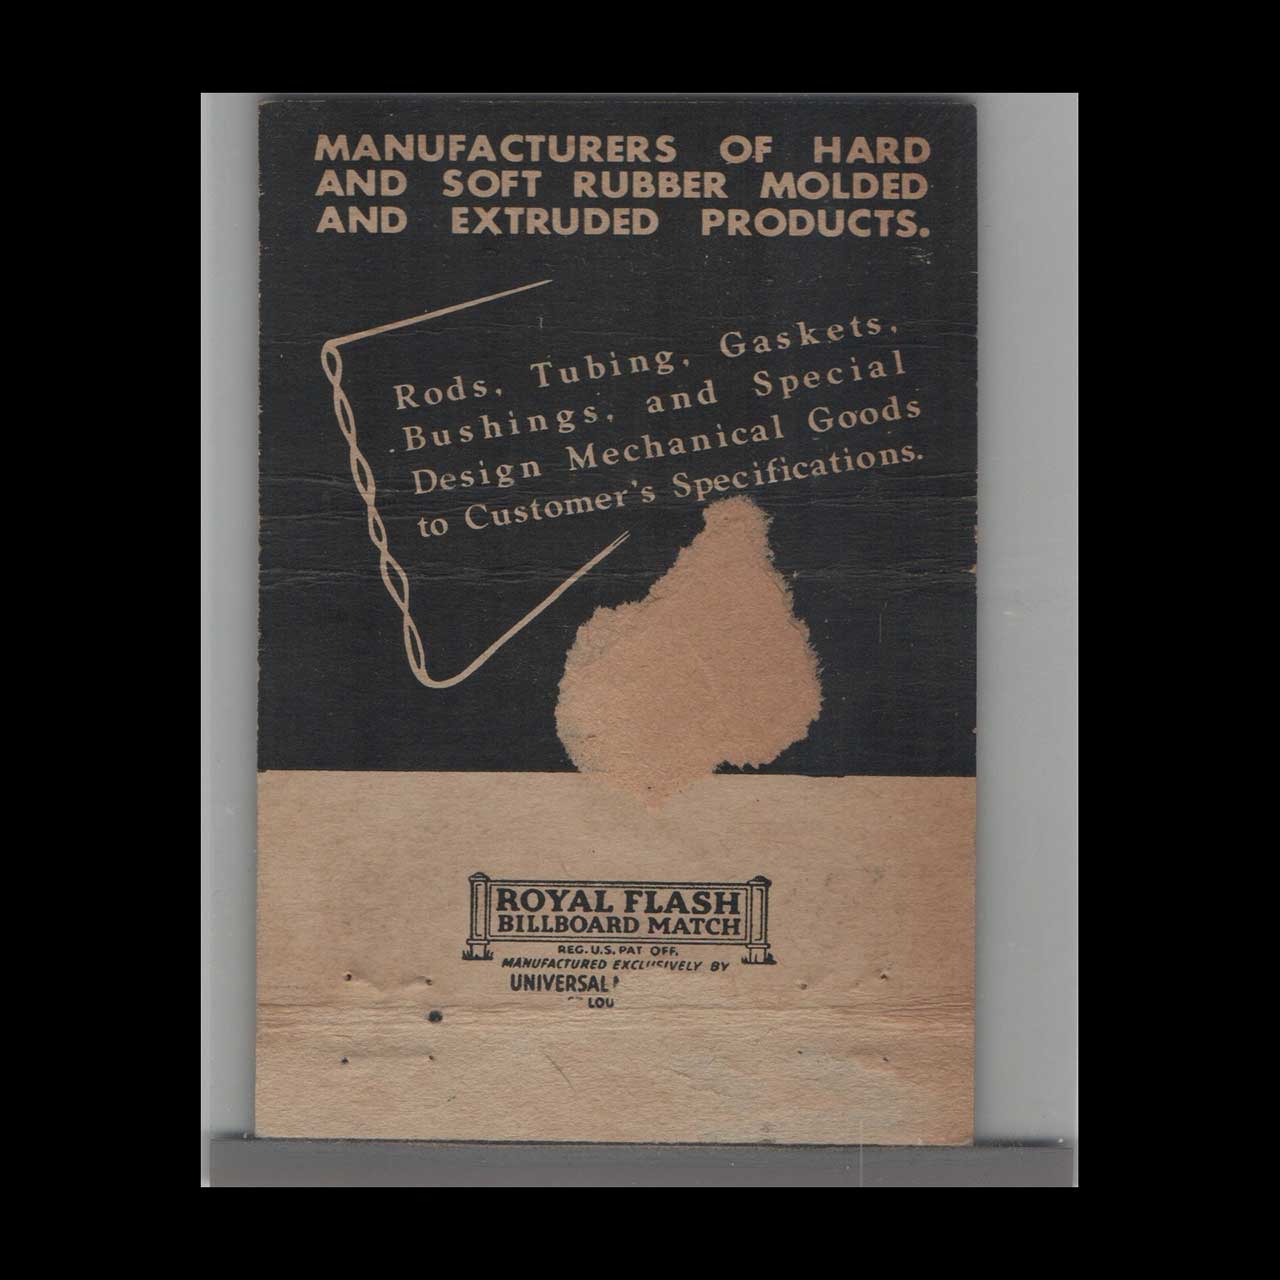 MANUFACTURERS OF HARD
AND SOFT RUBBER MOLDED
AND EXTRUDED PRODUCTS.
Rods, Tubing, Gaskets,
Bushings, and Special
Design Mechanical Goods
to Customer's Specifications.
ROYAL FLASH
BILLBOARD MATCH
REG. U.S. PAT. OFF.
MANUFACTURED EXCLUSIVELY BY
UNIVERSAL
LOU